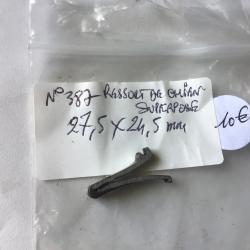 N° 387 - RESSORT DE CHIEN
SUPERPOSE
27,5 x 24,5 mm
10€